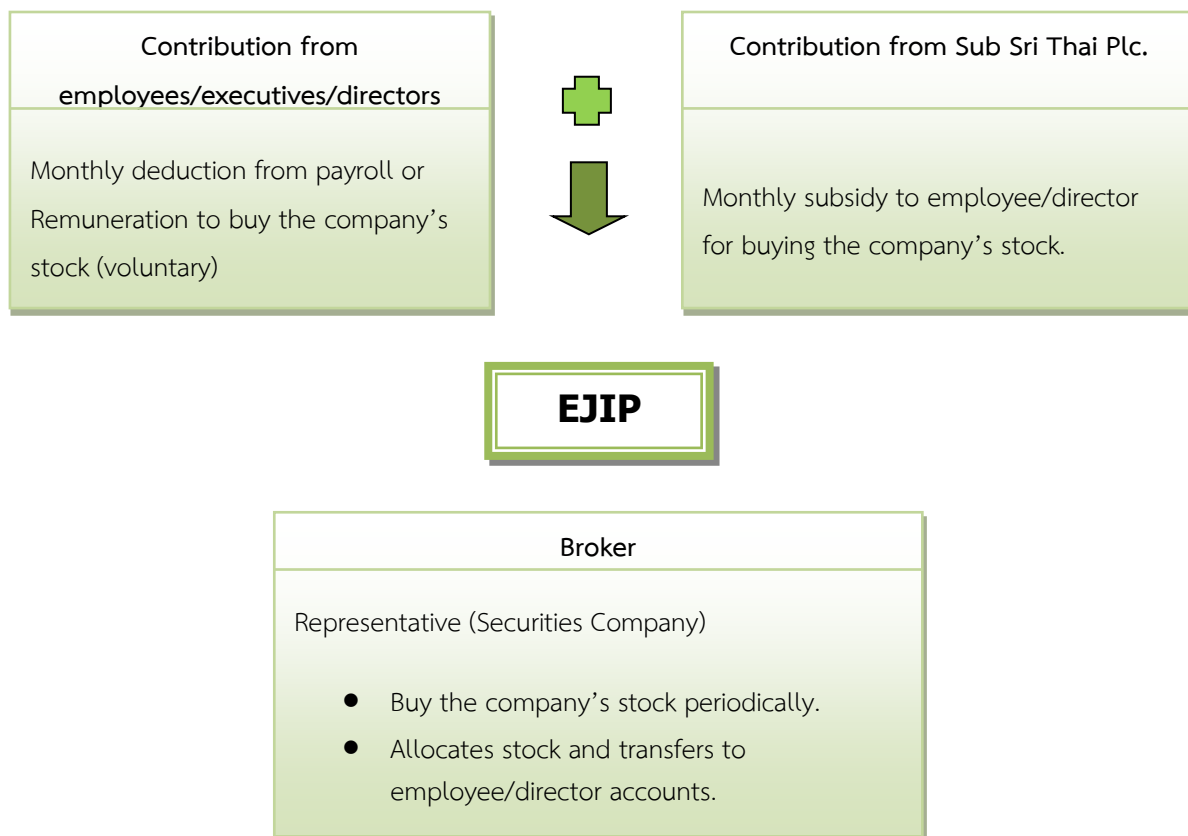 Contribution from
employees/executives/directors
Monthly deduction from payroll or
Remuneration to buy the company’s
stock (voluntary)
Contribution from Sub Sri Thai Plc.
Monthly subsidy to employee/director
for buying the company’s stock.
EJIP
Broker
Representative (Securities Company)
● Buy the company’s stock periodically.
● Allocates stock and transfers to
employee/director accounts.